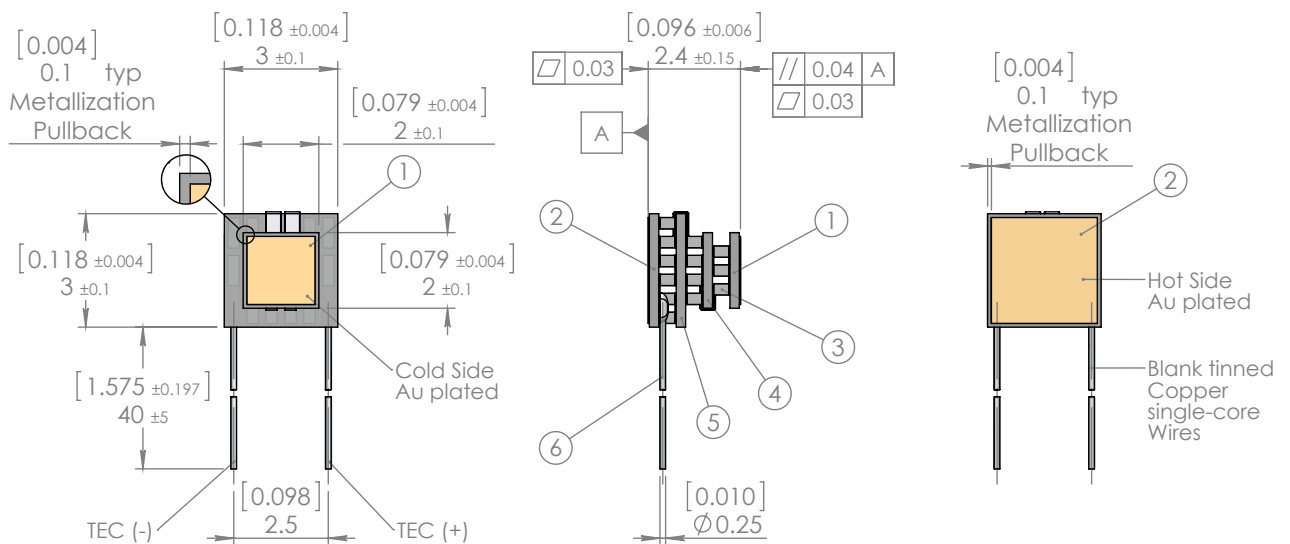 [0.004]
0.1 typ
Metallization
Pullback
[0.118 ±0.004]
3 ±0.1
[0.079 ±0.004]
2 ±0.1
1
[0.118 ±0.004]
3 ±0.1
[0.079 ±0.004]
2 ±0.1
Cold Side
Au plated
[1.575 ±0.197]
40 ±5
TEC (-)
[0.098]
2.5
TEC (+)
[0.096 ±0.006]
2.4 ±0.15
▱ 0.03
// 0.04 A
▱ 0.03
A
2
1
3
4
5
6
[0.010]
∅0.25
[0.004]
0.1 typ
Metallization
Pullback
2
Hot Side
Au plated
Blank tinned
Copper
single-core
Wires